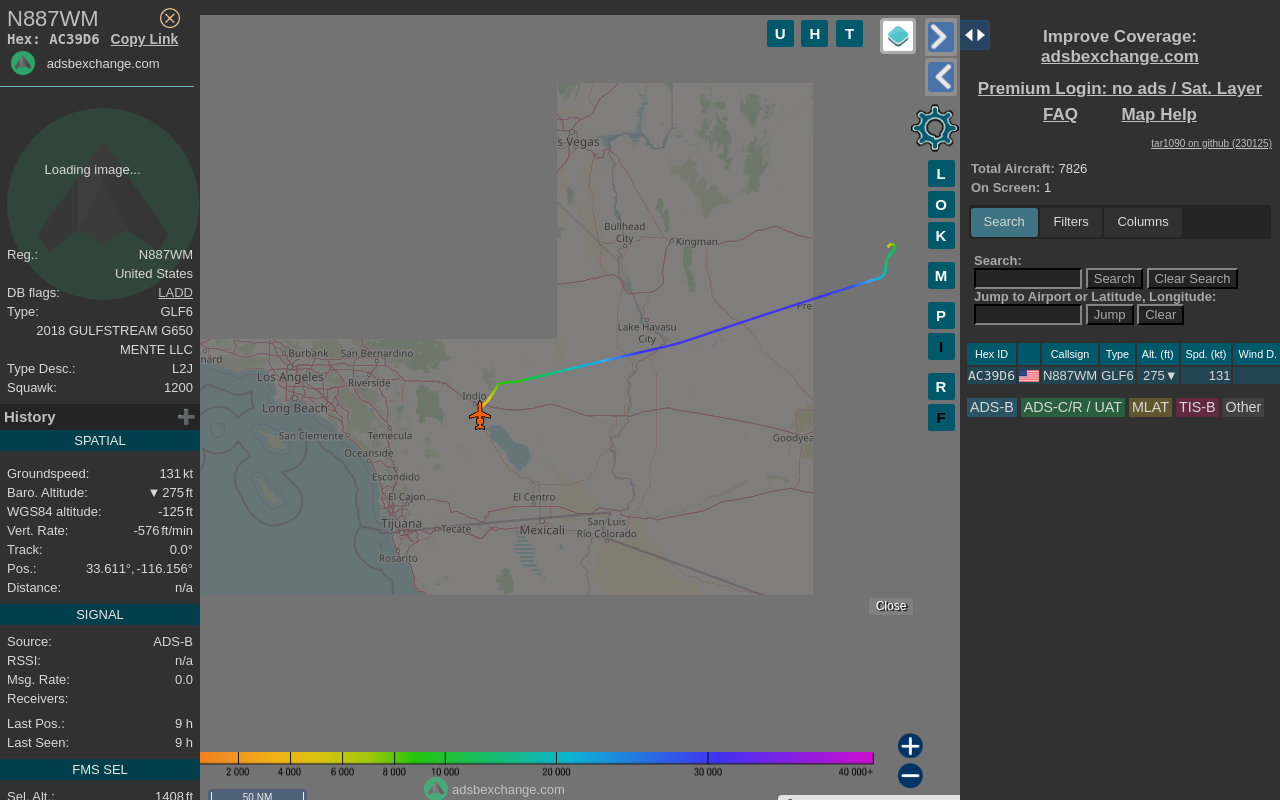 N887WM
Hex: AC39D6 Copy Link
adsbexchange.com
Loading image...
Reg.: N887WM
United States
DB flags: LADD
Type: GLF6
2018 GULFSTREAM G650
MENTE LLC
Type Desc.: L2J
Squawk: 1200
History
SPATIAL
Groundspeed: 131 kt
Baro. Altitude: ▼ 275 ft
WGS84 altitude: -125 ft
Vert. Rate: -576 ft/min
Track: 0.0°
Pos.: 33.611°, -116.156°
Distance: n/a
SIGNAL
Source: ADS-B
RSSI: n/a
Msg. Rate: 0.0
Receivers:
Last Pos.: 9 h
Last Seen: 9 h
FMS SEL
Sel. Alt.: 1408 ft
U H T
L
O
K
M
P
I
R
F
s Vegas
Bullhead
City
Kingman
Pre
Lake Havasu
City
nard
Burbank San Bernardino
Los Angeles
Riverside
Long Beach
Indio
San Clemente Temecula
Goodyea
Oceanside
Escondido
El Cajon
El Centro
Tijuana
Tecate
Mexicali
San Luis
Río Colorado
Rosarito
Close
2 000 4 000 6 000 8 000 10 000 20 000 30 000 40 000+
adsbexchange.com
50 NM
Improve Coverage:
adsbexchange.com
Premium Login: no ads / Sat. Layer
FAQ Map Help
tar1090 on github (230125)
Total Aircraft: 7826
On Screen: 1
Search Filters Columns
Search:
Search Clear Search
Jump to Airport or Latitude, Longitude:
Jump Clear
Hex ID Callsign Type Alt. (ft) Spd. (kt) Wind D.
AC39D6 N887WM GLF6 275▼ 131
ADS-B ADS-C/R / UAT MLAT TIS-B Other